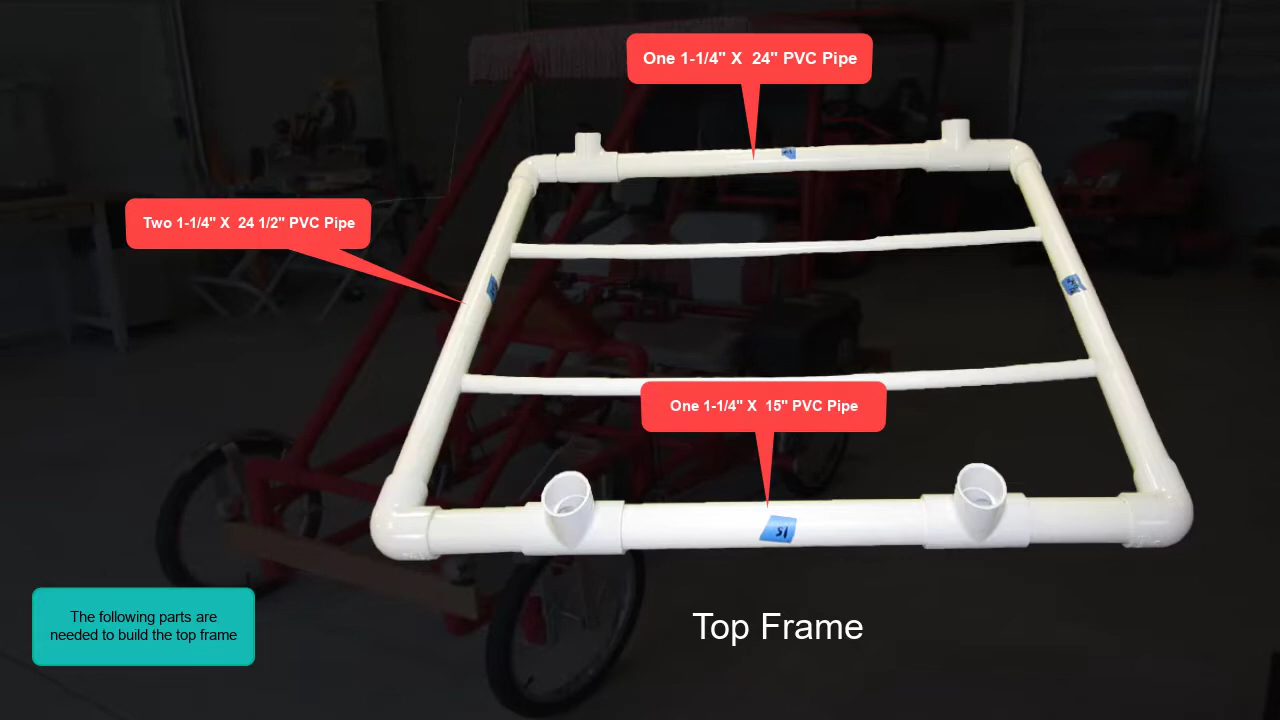 One 1-1/4" X  24" PVC Pipe
Two 1-1/4" X  24 1/2" PVC Pipe
One 1-1/4" X  15" PVC Pipe
15
The following parts are
needed to build the top frame
Top Frame